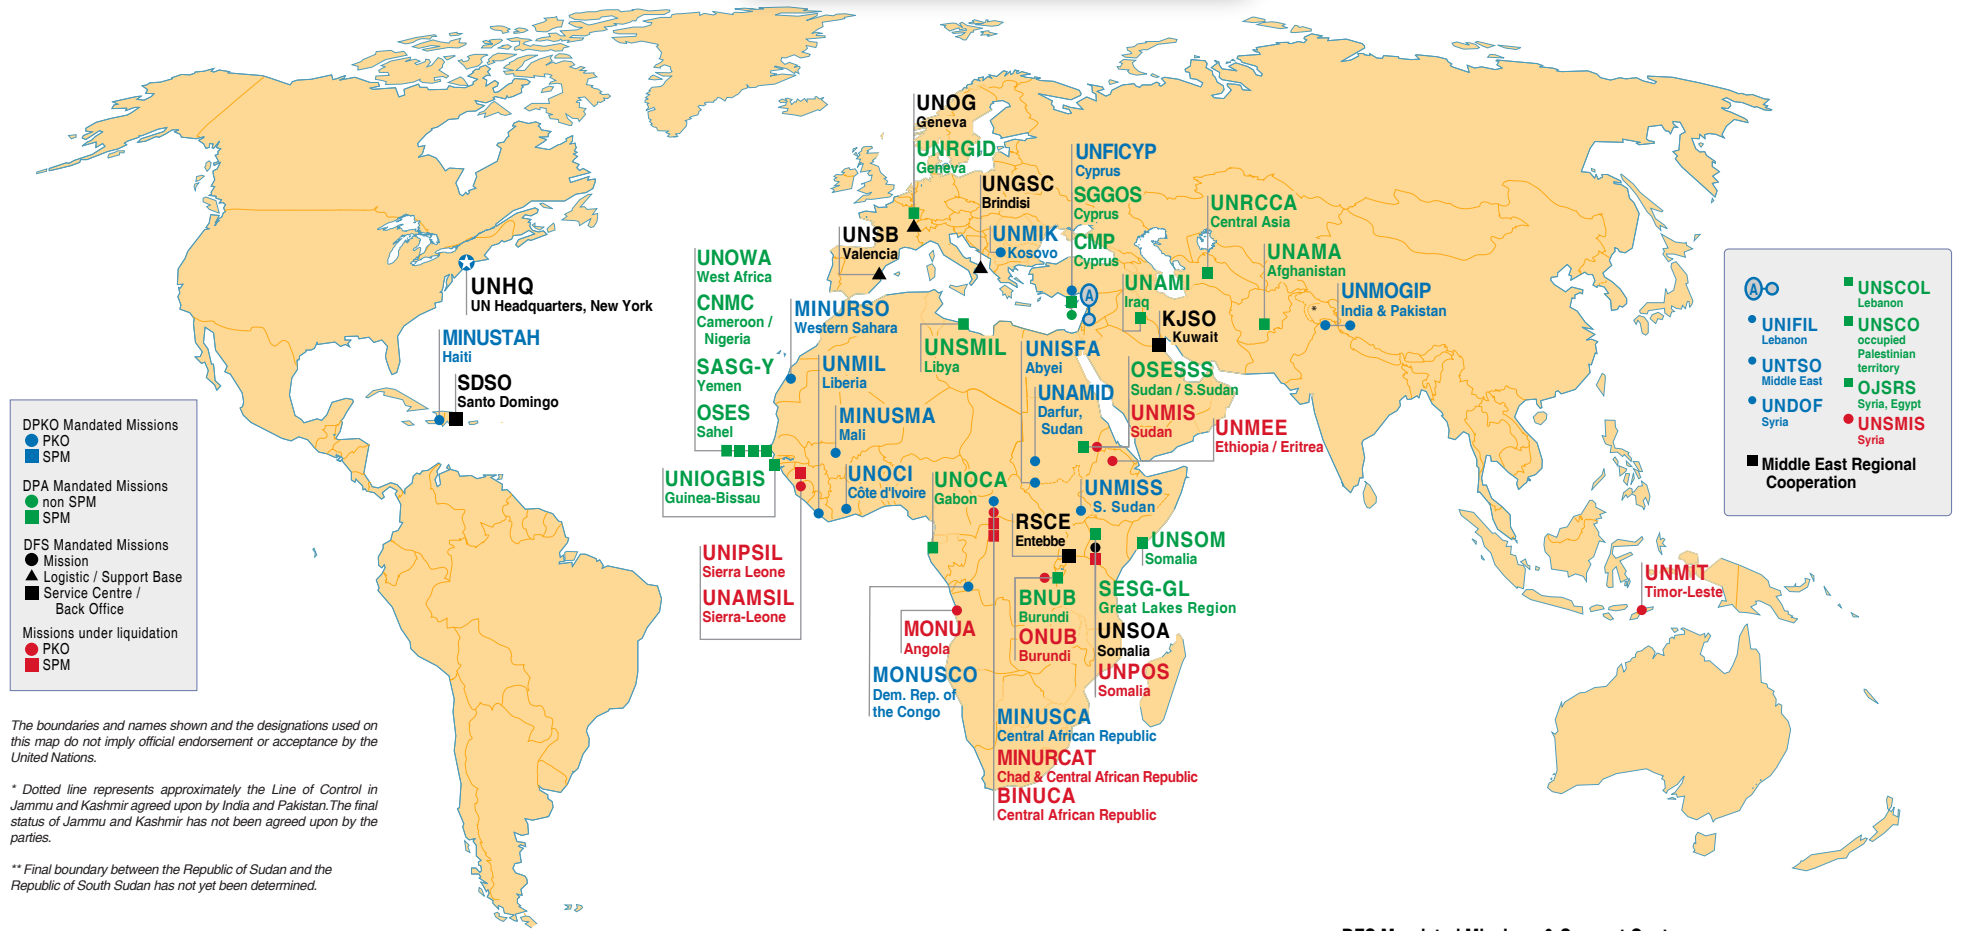 UNOG
Geneva
UNRGID
Geneva
UNGSC
Brindisi
UNSB
Valencia
UNMIK
Kosovo
UNFICYP
Cyprus
SGGOS
Cyprus
CMP
Cyprus
UNRCCA
Central Asia
UNAMA
Afghanistan
UNAMI
Iraq
KJSO
Kuwait
UNMOGIP
India & Pakistan
*
A
UNHQ
UN Headquarters, New York
MINUSTAH
Haiti
SDSO
Santo Domingo
UNOWA
West Africa
CNMC
Cameroon /
Nigeria
SASG-Y
Yemen
OSES
Sahel
UNIOGBIS
Guinea-Bissau
MINURSO
Western Sahara
UNMIL
Liberia
MINUSMA
Mali
UNOCI
Côte d'Ivoire
UNSMIL
Libya
UNISFA
Abyei
UNAMID
Darfur,
Sudan
OSESSS
Sudan / S.Sudan
UNMIS
Sudan
UNMEE
Ethiopia / Eritrea
UNOCA
Gabon
UNMISS
S. Sudan
RSCE
Entebbe
UNSOM
Somalia
UNIPSIL
Sierra Leone
UNAMSIL
Sierra-Leone
BNUB
Burundi
ONUB
Burundi
SESG-GL
Great Lakes Region
UNSOA
Somalia
UNPOS
Somalia
MONUA
Angola
MONUSCO
Dem. Rep. of
the Congo
MINUSCA
Central African Republic
MINURCAT
Chad & Central African Republic
BINUCA
Central African Republic
UNMIT
Timor-Leste
A
UNIFIL
Lebanon
UNTSO
Middle East
UNDOF
Syria
UNSCOL
Lebanon
UNSCO
occupied
Palestinian
territory
OJSRS
Syria, Egypt
UNSMIS
Syria
Middle East Regional
Cooperation
DPKO Mandated Missions
PKO
SPM
DPA Mandated Missions
non SPM
SPM
DFS Mandated Missions
Mission
Logistic / Support Base
Service Centre /
Back Office
Missions under liquidation
PKO
SPM
The boundaries and names shown and the designations used on
this map do not imply official endorsement or acceptance by the
United Nations.
* Dotted line represents approximately the Line of Control in
Jammu and Kashmir agreed upon by India and Pakistan.The final
status of Jammu and Kashmir has not been agreed upon by the
parties.
** Final boundary between the Republic of Sudan and the
Republic of South Sudan has not yet been determined.